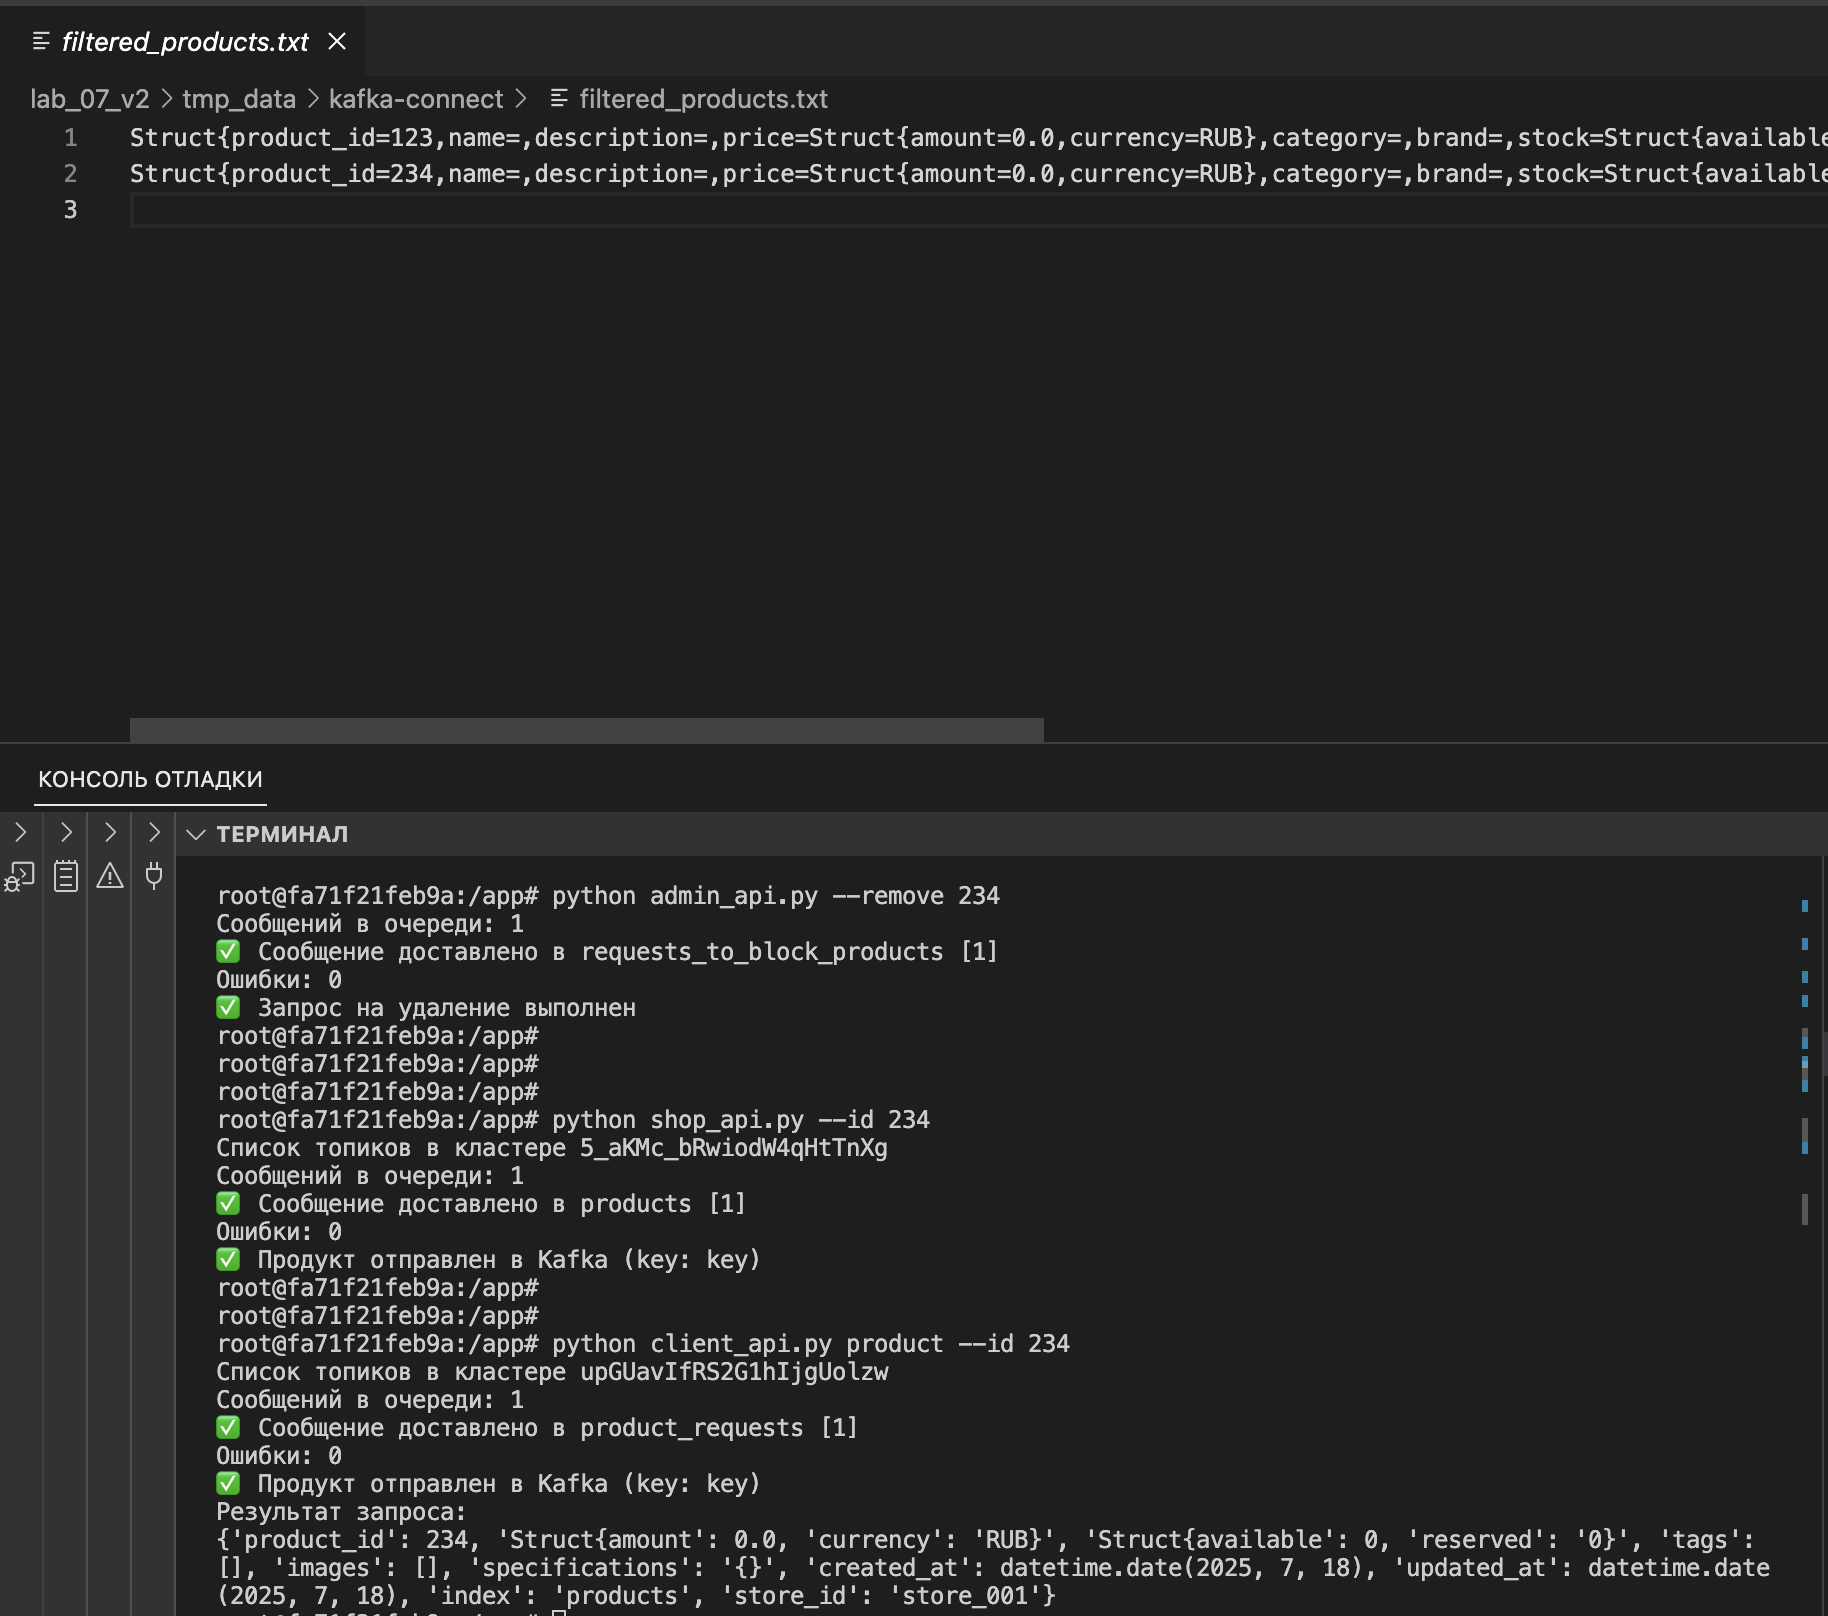 filtered_products.txt
lab_07_v2 > tmp_data > kafka-connect > filtered_products.txt
1 Struct{product_id=123,name=,description=,price=Struct{amount=0.0,currency=RUB},category=,brand=,stock=Struct{available
2 Struct{product_id=234,name=,description=,price=Struct{amount=0.0,currency=RUB},category=,brand=,stock=Struct{available
3
КОНСОЛЬ ОТЛАДКИ
ТЕРМИНАЛ
root@fa71f21feb9a:/app# python admin_api.py --remove 234
Сообщений в очереди: 1
✅ Сообщение доставлено в requests_to_block_products [1]
Ошибки: 0
✅ Запрос на удаление выполнен
root@fa71f21feb9a:/app#
root@fa71f21feb9a:/app#
root@fa71f21feb9a:/app#
root@fa71f21feb9a:/app# python shop_api.py --id 234
Список топиков в кластере 5_aKMc_bRwiodW4qHtTnXg
Сообщений в очереди: 1
✅ Сообщение доставлено в products [1]
Ошибки: 0
✅ Продукт отправлен в Kafka (key: key)
root@fa71f21feb9a:/app#
root@fa71f21feb9a:/app#
root@fa71f21feb9a:/app# python client_api.py product --id 234
Список топиков в кластере upGUavIfRS2G1hIjgUolzw
Сообщений в очереди: 1
✅ Сообщение доставлено в product_requests [1]
Ошибки: 0
✅ Продукт отправлен в Kafka (key: key)
Результат запроса:
{'product_id': 234, 'Struct{amount': 0.0, 'currency': 'RUB}', 'Struct{available': 0, 'reserved': '0}', 'tags':
[], 'images': [], 'specifications': '{}', 'created_at': datetime.date(2025, 7, 18), 'updated_at': datetime.date
(2025, 7, 18), 'index': 'products', 'store_id': 'store_001'}